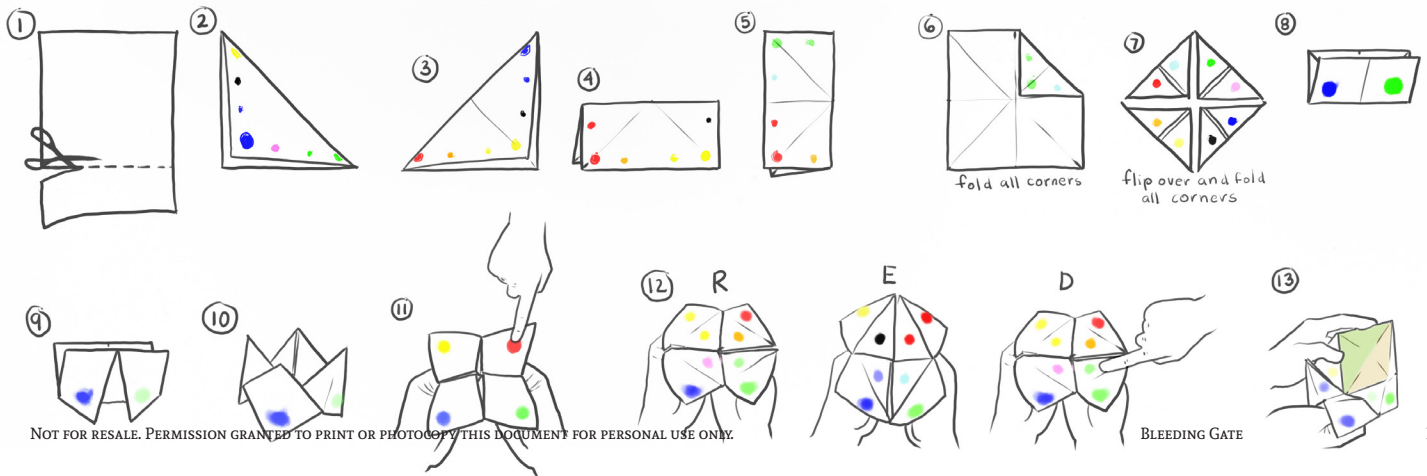 1
2
3
4
5
6
fold all corners
7
flip over and fold
all corners
8
9
10
11
12
R
E
D
13
Not for resale. Permission granted to print or photocopy this document for personal use only.
Bleeding Gate